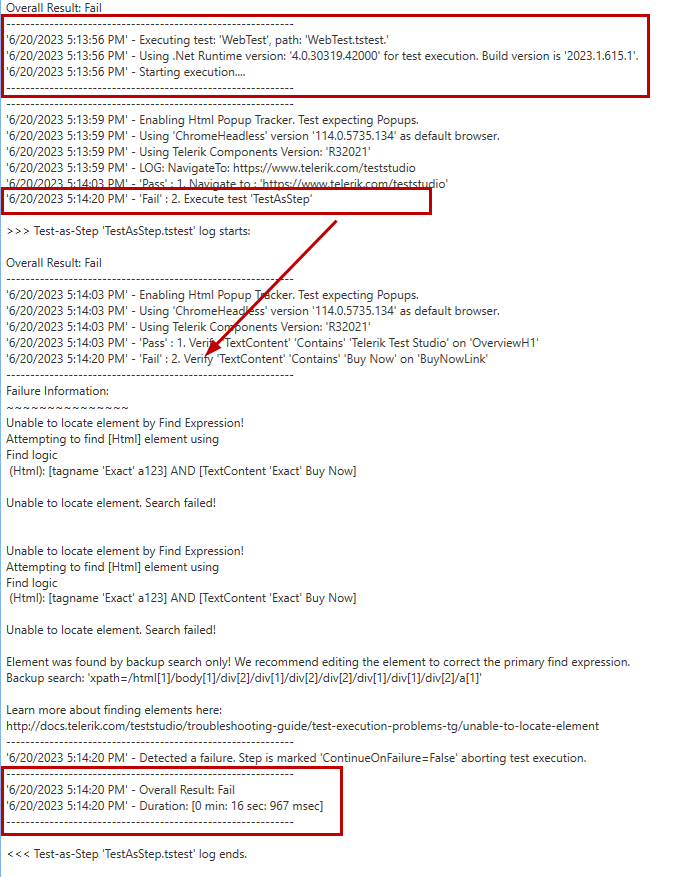 Overall Result: Fail
------------------------------------------------------------
'6/20/2023 5:13:56 PM' - Executing test: 'WebTest', path: 'WebTest.tstest.'
'6/20/2023 5:13:56 PM' - Using .Net Runtime version: '4.0.30319.42000' for test execution. Build version is '2023.1.615.1'.
'6/20/2023 5:13:56 PM' - Starting execution....
------------------------------------------------------------
------------------------------------------------------------
'6/20/2023 5:13:59 PM' - Enabling Html Popup Tracker. Test expecting Popups.
'6/20/2023 5:13:59 PM' - Using 'ChromeHeadless' version '114.0.5735.134' as default browser.
'6/20/2023 5:13:59 PM' - Using Telerik Components Version: 'R32021'
'6/20/2023 5:13:59 PM' - LOG: NavigateTo: https://www.telerik.com/teststudio
'6/20/2023 5:14:03 PM' - 'Pass' : 1. Navigate to : 'https://www.telerik.com/teststudio'
'6/20/2023 5:14:20 PM' - 'Fail' : 2. Execute test 'TestAsStep'
>>> Test-as-Step 'TestAsStep.tstest' log starts:
Overall Result: Fail
------------------------------------------------------------
'6/20/2023 5:14:03 PM' - Enabling Html Popup Tracker. Test expecting Popups.
'6/20/2023 5:14:03 PM' - Using 'ChromeHeadless' version '114.0.5735.134' as default browser.
'6/20/2023 5:14:03 PM' - Using Telerik Components Version: 'R32021'
'6/20/2023 5:14:03 PM' - 'Pass' : 1. Verify 'TextContent' 'Contains' 'Telerik Test Studio' on 'OverviewH1'
'6/20/2023 5:14:20 PM' - 'Fail' : 2. Verify 'TextContent' 'Contains' 'Buy Now' on 'BuyNowLink'
------------------------------------------------------------
Failure Information:
~~~~~~~~~~~~~~~
Unable to locate element by Find Expression!
Attempting to find [Html] element using
Find logic
(Html): [tagname 'Exact' a123] AND [TextContent 'Exact' Buy Now]
Unable to locate element. Search failed!
Unable to locate element by Find Expression!
Attempting to find [Html] element using
Find logic
(Html): [tagname 'Exact' a123] AND [TextContent 'Exact' Buy Now]
Unable to locate element. Search failed!
Element was found by backup search only! We recommend editing the element to correct the primary find expression.
Backup search: 'xpath=/html[1]/body[1]/div[2]/div[1]/div[2]/div[2]/div[1]/div[1]/div[2]/a[1]'
Learn more about finding elements here:
http://docs.telerik.com/teststudio/troubleshooting-guide/test-execution-problems-tg/unable-to-locate-element
------------------------------------------------------------
'6/20/2023 5:14:20 PM' - Detected a failure. Step is marked 'ContinueOnFailure=False' aborting test execution.
------------------------------------------------------------
'6/20/2023 5:14:20 PM' - Overall Result: Fail
'6/20/2023 5:14:20 PM' - Duration: [0 min: 16 sec: 967 msec]
------------------------------------------------------------
<<< Test-as-Step 'TestAsStep.tstest' log ends.